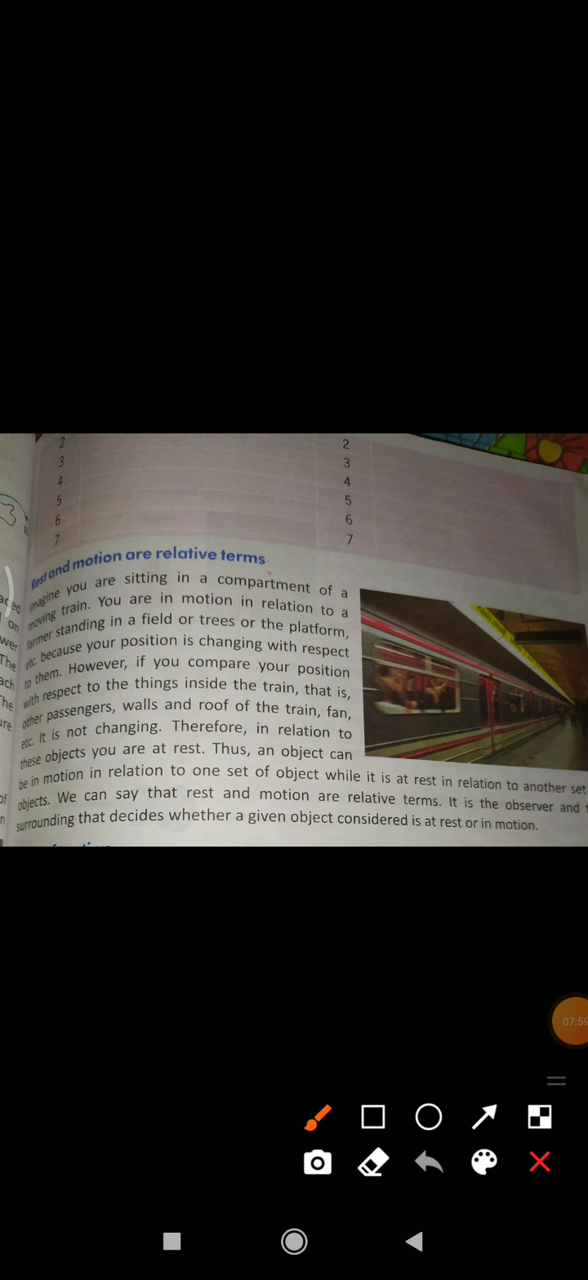 2 2
3 3
4 4
5 5
6 6
7 7
Rest and motion are relative terms
Imagine you are sitting in a compartment of a
moving train. You are in motion in relation to a
farmer standing in a field or trees or the platform,
etc. because your position is changing with respect
to them. However, if you compare your position
with respect to the things inside the train, that is,
other passengers, walls and roof of the train, fan,
etc. It is not changing. Therefore, in relation to
these objects you are at rest. Thus, an object can
be in motion in relation to one set of object while it is at rest in relation to another set
objects. We can say that rest and motion are relative terms. It is the observer and
surrounding that decides whether a given object considered is at rest or in motion.
07:59